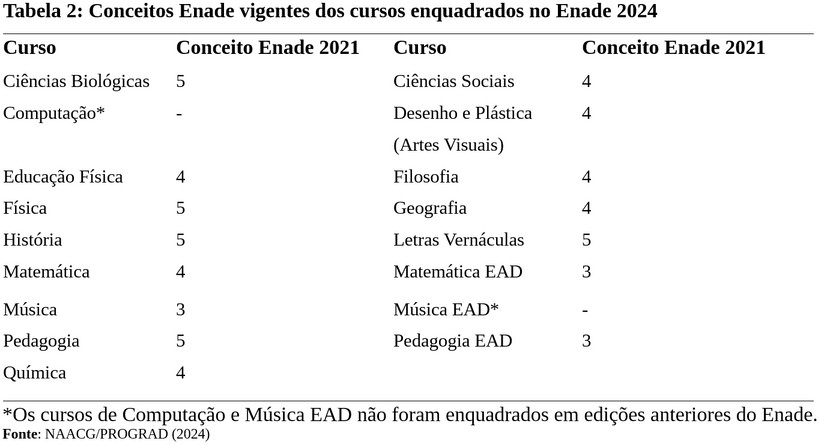 Tabela 2: Conceitos Enade vigentes dos cursos enquadrados no Enade 2024
Curso Conceito Enade 2021 Curso Conceito Enade 2021
Ciências Biológicas 5 Ciências Sociais 4
Computação* - Desenho e Plástica 4
(Artes Visuais)
Educação Física 4 Filosofia 4
Física 5 Geografia 4
História 5 Letras Vernáculas 5
Matemática 4 Matemática EAD 3
Música 3 Música EAD* -
Pedagogia 5 Pedagogia EAD 3
Química 4
*Os cursos de Computação e Música EAD não foram enquadrados em edições anteriores do Enade.
Fonte: NAACG/PROGRAD (2024)